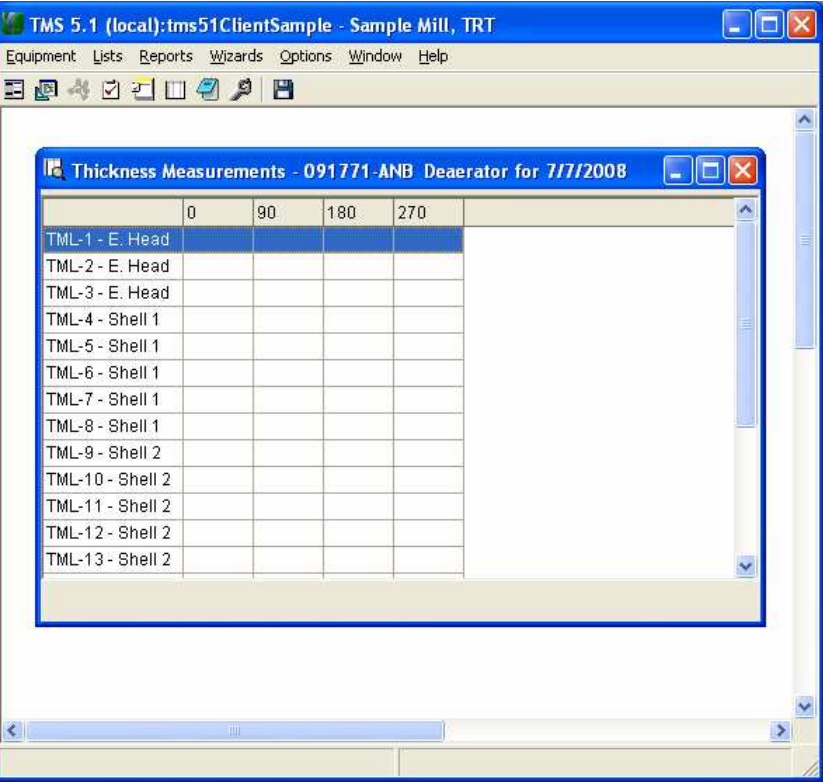 TMS 5.1 (local):tms51ClientSample - Sample Mill, TRT
Equipment Lists Reports Wizards Options Window Help
Thickness Measurements - 091771-ANB Deaerator for 7/7/2008
0 90 180 270
TML-1 - E. Head
TML-2 - E. Head
TML-3 - E. Head
TML-4 - Shell 1
TML-5 - Shell 1
TML-6 - Shell 1
TML-7 - Shell 1
TML-8 - Shell 1
TML-9 - Shell 2
TML-10 - Shell 2
TML-11 - Shell 2
TML-12 - Shell 2
TML-13 - Shell 2